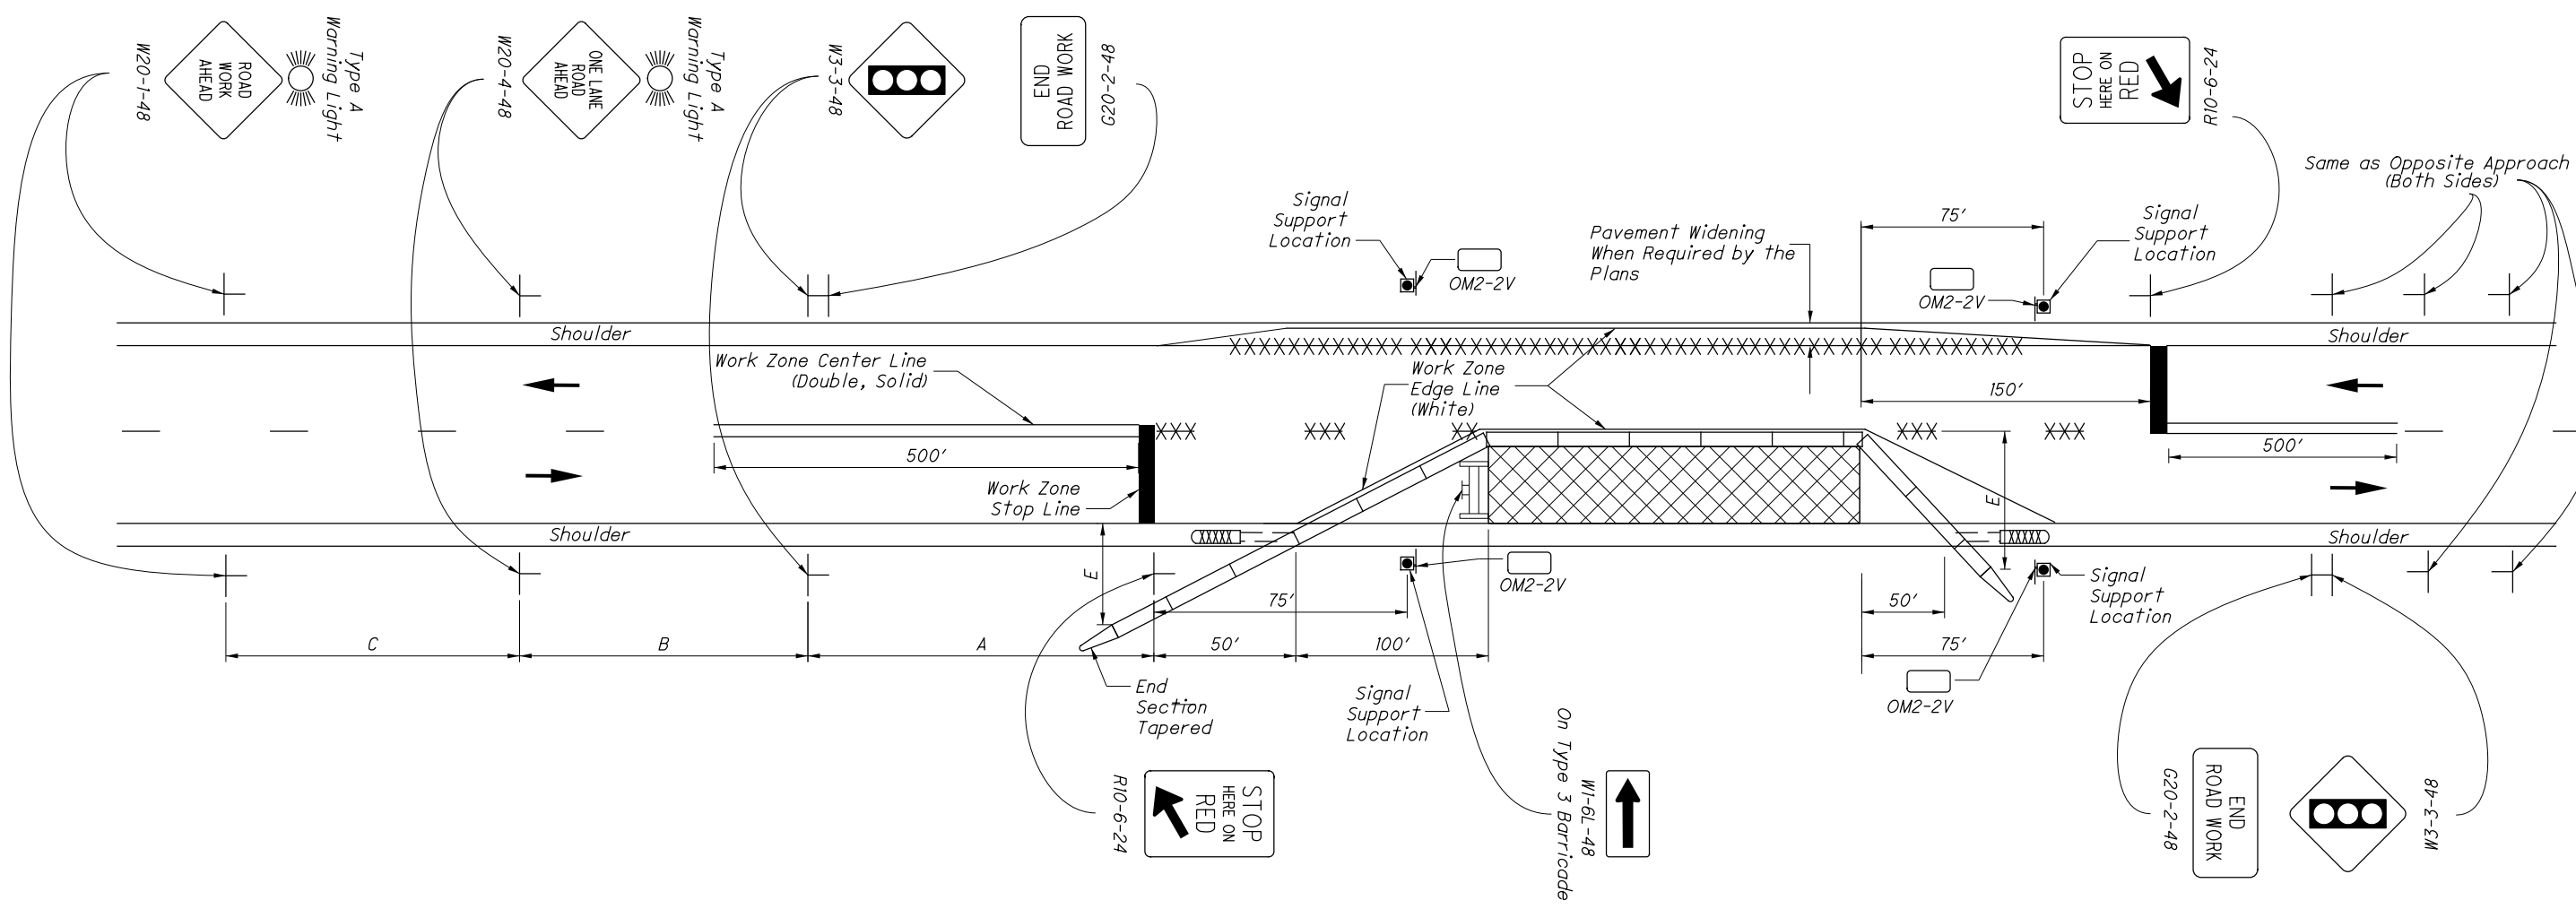 W20-1-48
ROAD
WORK
AHEAD
Type A
Warning Light
W20-4-48
ONE LANE
ROAD
AHEAD
Type A
Warning Light
W3-3-48
END
ROAD WORK
G20-2-48
STOP
HERE ON
RED
R10-6-24
Same as Opposite Approach
(Both Sides)
Signal
Support
Location
OM2-2V
Pavement Widening
When Required by the
Plans
75'
Signal
Support
Location
OM2-2V
Shoulder
Shoulder
Work Zone Center Line
(Double, Solid)
Work Zone
Edge Line
(White)
150'
500'
500'
Work Zone
Stop Line
E
Shoulder
Shoulder
E
OM2-2V
75'
50'
Signal
Support
Location
C
B
A
50'
100'
75'
End
Section
Tapered
Signal
Support
Location
OM2-2V
R10-6-24
STOP
HERE ON
RED
On Type 3 Barricade
W1-6L-48
G20-2-48
END
ROAD WORK
W3-3-48